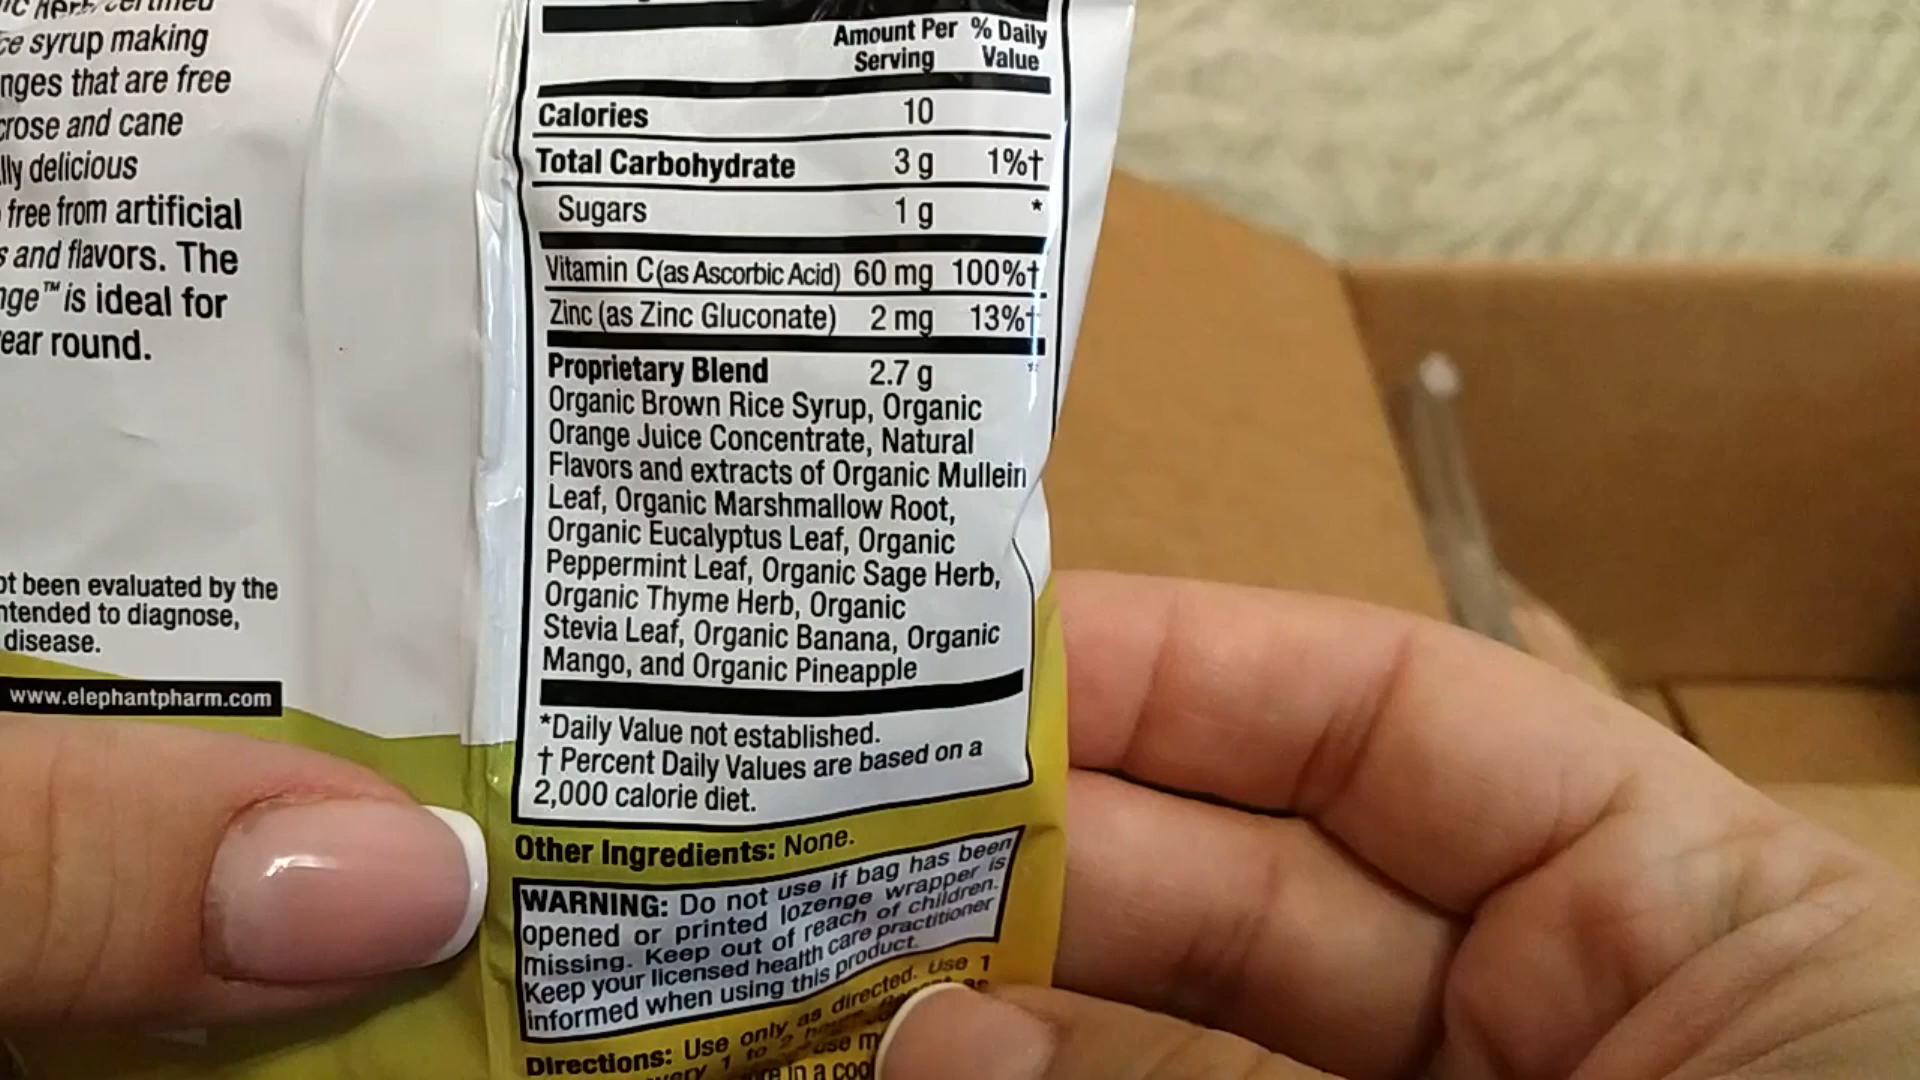 syrup making
that are free
and cane
delicious
free from artificial
and flavors. The
™ is ideal for
round.
been evaluated by the
to diagnose,
disease.
www.elephantpharm.com
Amount Per Serving % Daily Value
Calories 10
Total Carbohydrate 3 g 1%†
Sugars 1 g *
Vitamin C (as Ascorbic Acid) 60 mg 100%†
Zinc (as Zinc Gluconate) 2 mg 13%†
Proprietary Blend 2.7 g *
Organic Brown Rice Syrup, Organic
Orange Juice Concentrate, Natural
Flavors and extracts of Organic Mullein
Leaf, Organic Marshmallow Root,
Organic Eucalyptus Leaf, Organic
Peppermint Leaf, Organic Sage Herb,
Organic Thyme Herb, Organic
Stevia Leaf, Organic Banana, Organic
Mango, and Organic Pineapple
*Daily Value not established.
† Percent Daily Values are based on a
2,000 calorie diet.
Other Ingredients: None.
WARNING: Do not use if bag has been
opened or printed lozenge wrapper is
missing. Keep out of reach of children.
Keep your licensed health care practitioner
informed when using this product.
Directions: Use only as directed. Use 1
1 to 2
in a cool